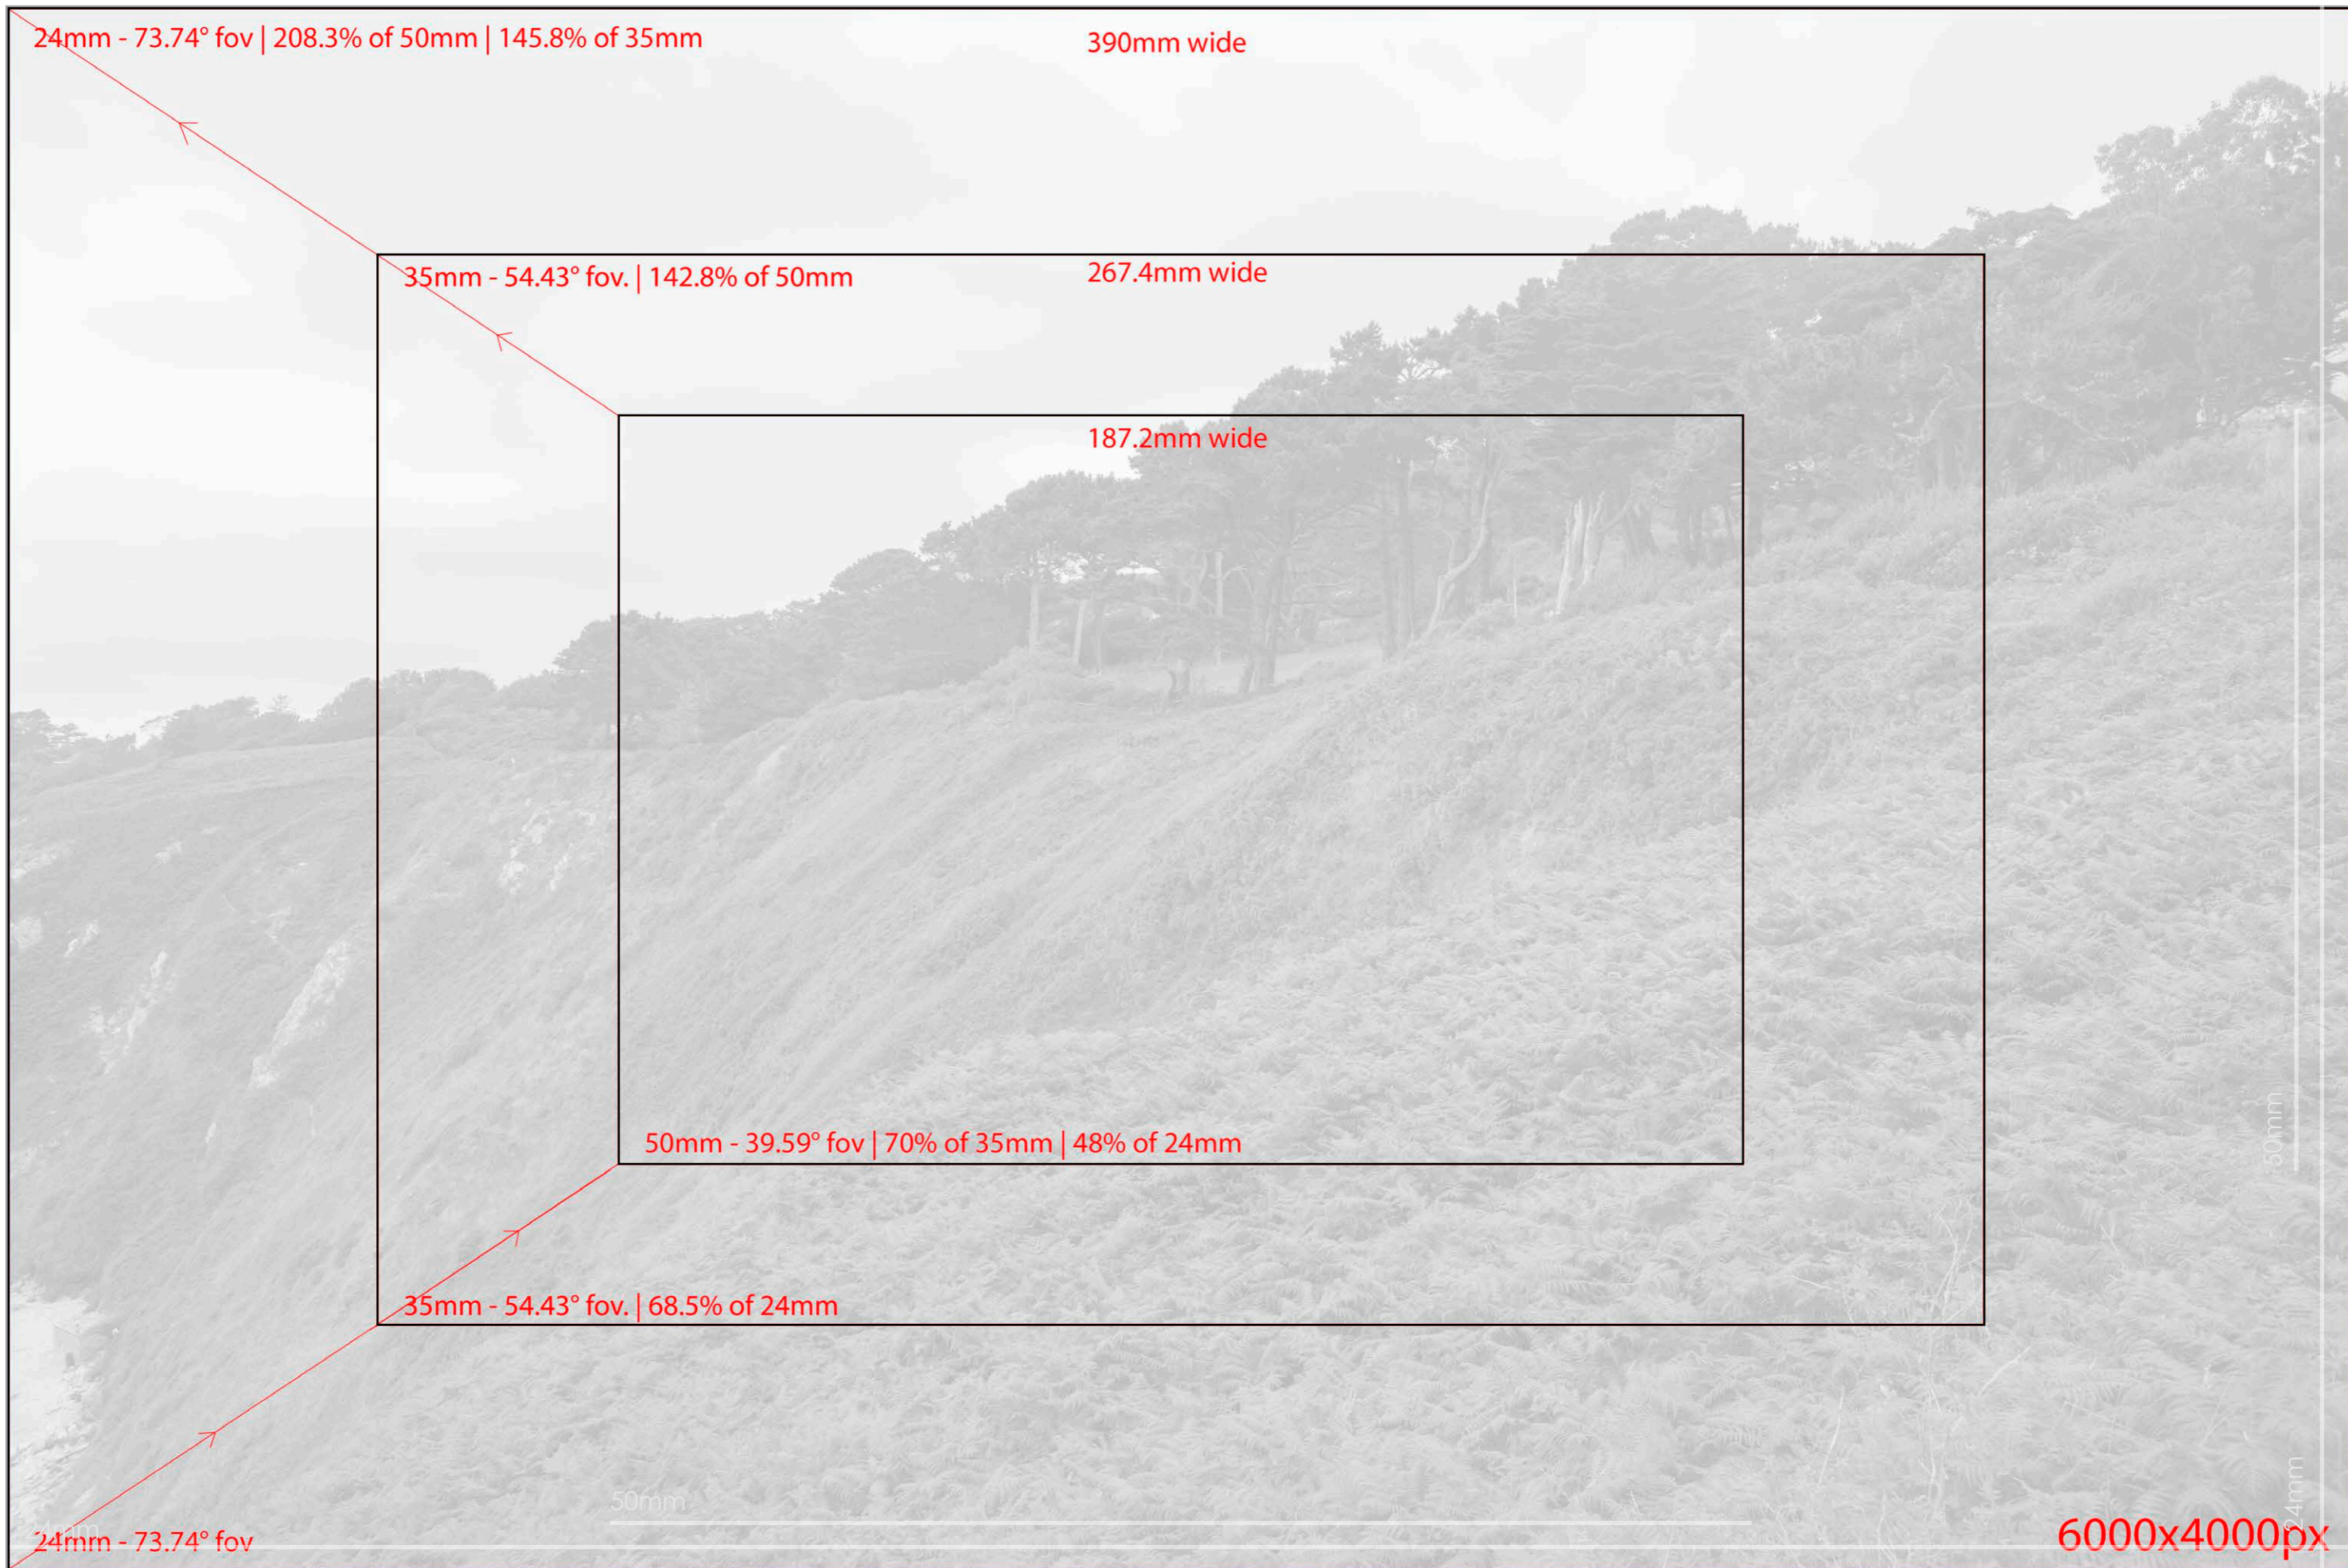 24mm - 73.74° fov | 208.3% of 50mm | 145.8% of 35mm
390mm wide
35mm - 54.43° fov. | 142.8% of 50mm
267.4mm wide
187.2mm wide
50mm - 39.59° fov | 70% of 35mm | 48% of 24mm
50mm
35mm - 54.43° fov. | 68.5% of 24mm
50mm
24mm
24mm - 73.74° fov
6000x4000px